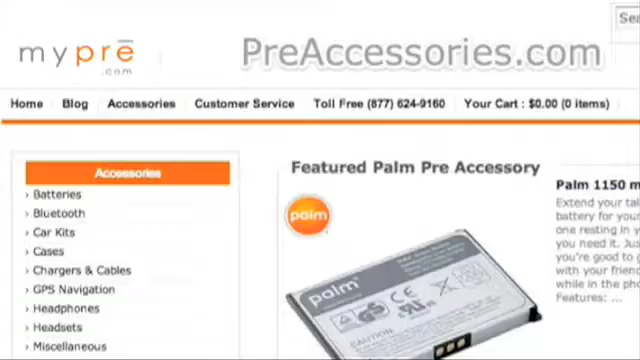 Sea
mypre
.com
PreAccessories.com
Home Blog Accessories Customer Service Toll Free (877) 624-9160 Your Cart : $0.00 (0 items)
Accessories
› Batteries
› Bluetooth
› Car Kits
› Cases
› Chargers & Cables
› GPS Navigation
› Headphones
› Headsets
› Miscellaneous
Featured Palm Pre Accessory
palm
palm
Palm 1150 m
Extend your tal
battery for your
one resting in y
you need it. Jus
you're good to g
with your friend
while in the pho
Features: ...